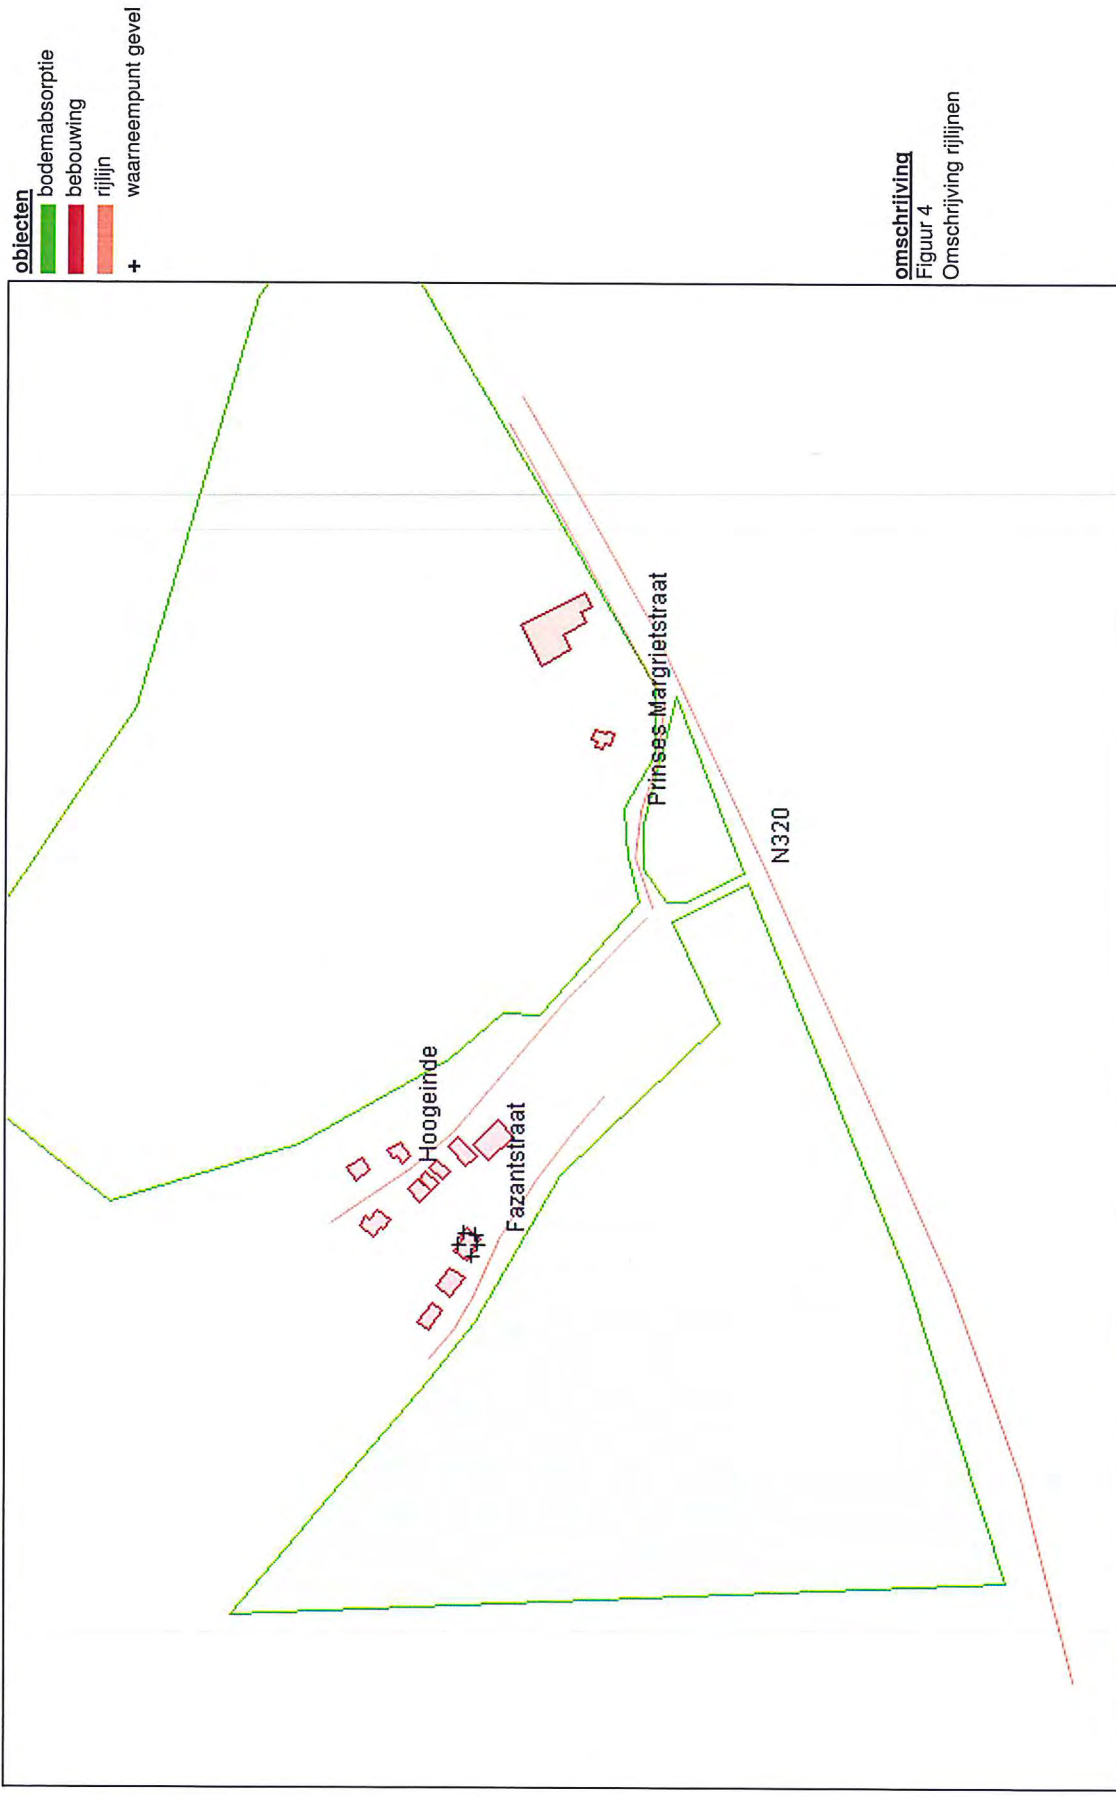 objecten
bodemabsorptie
bebouwing
rijlijn
+ waarneempunt gevel
Hoogeinde
Fazantstraat
Prinses Margrietstraat
N320
omschrijving
Figuur 4
Omschrijving rijlijnen